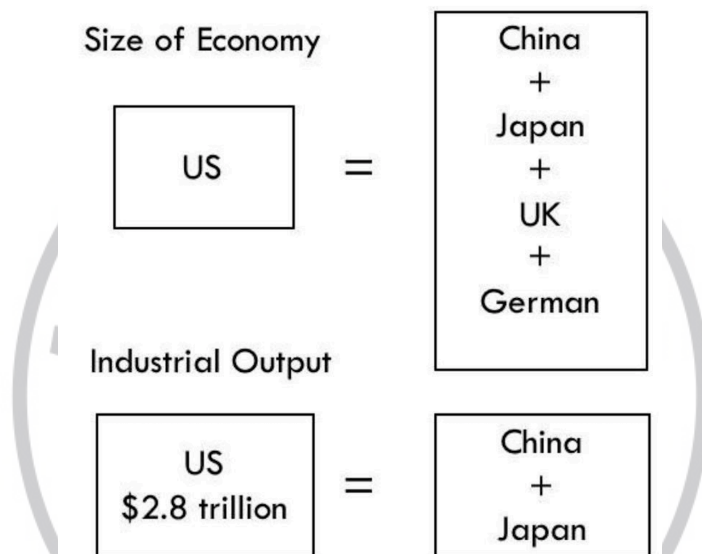 Size of Economy
US
=
China
+
Japan
+
UK
+
German
Industrial Output
US
$2.8 trillion
=
China
+
Japan